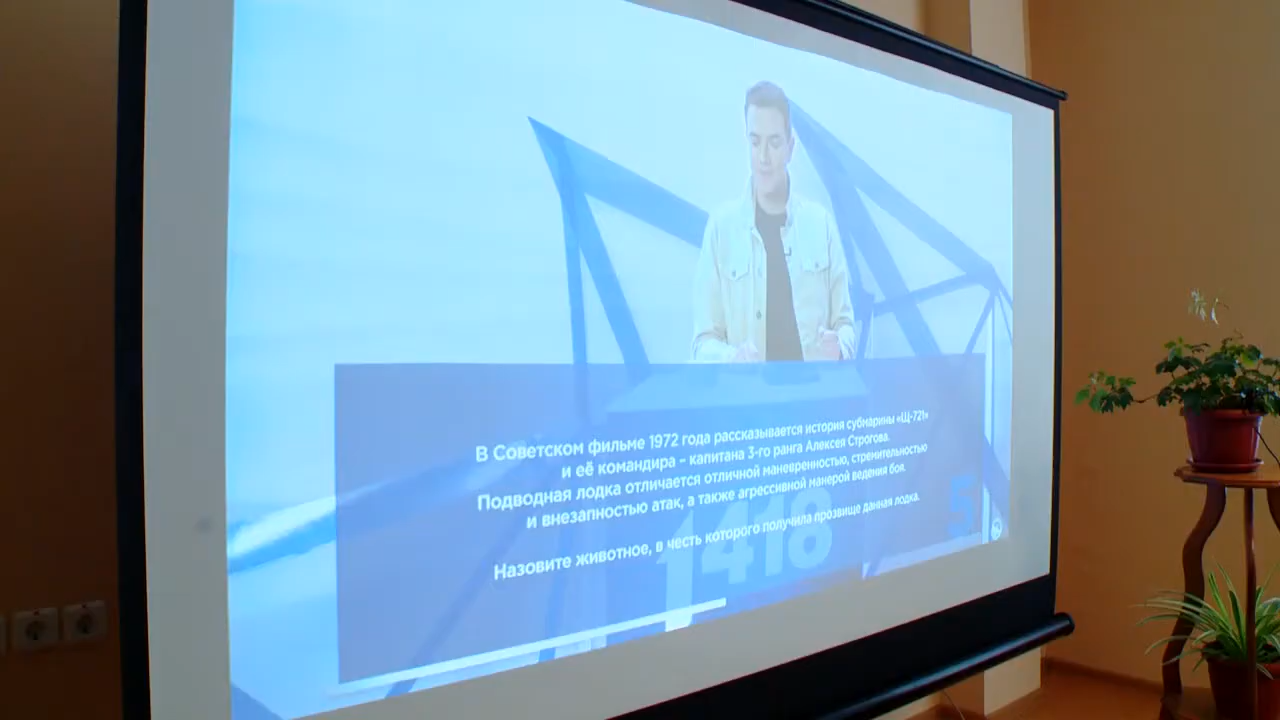 В Советском фильме 1972 года рассказывается история субмарины «Щ-721»
и её командира – капитана 3-го ранга Алексея Строгова.
Подводная лодка отличается отличной маневренностью, стремительностью
и внезапностью атак, а также агрессивной манерой ведения боя.
Назовите животное, в честь которого получила прозвище данная лодка.
1418
5